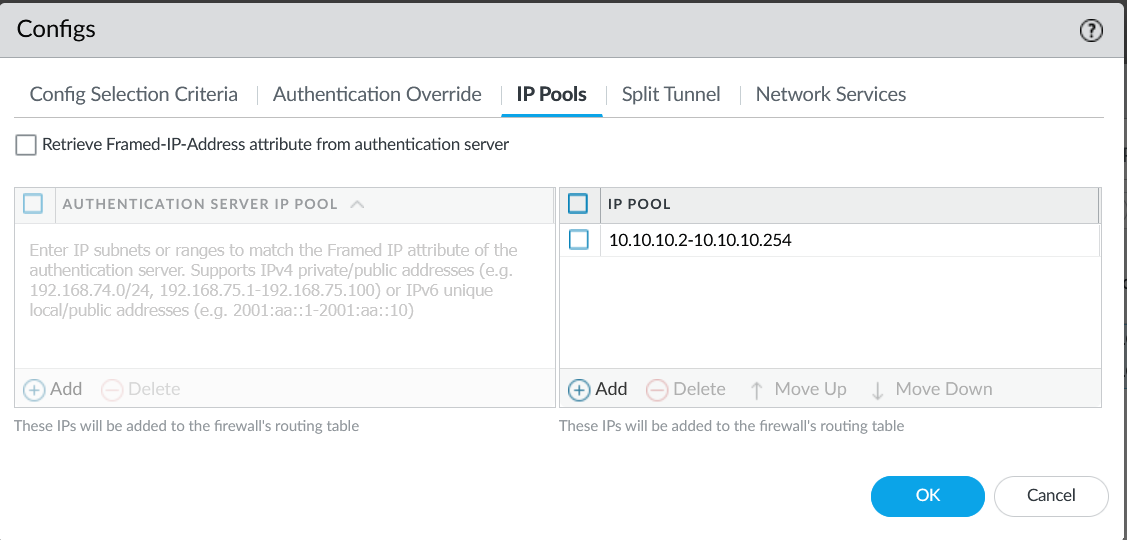 Configs
Config Selection Criteria
Authentication Override
IP Pools
Split Tunnel
Network Services
Retrieve Framed-IP-Address attribute from authentication server
AUTHENTICATION SERVER IP POOL
Enter IP subnets or ranges to match the Framed IP attribute of the
authentication server. Supports IPv4 private/public addresses (e.g.
192.168.74.0/24, 192.168.75.1-192.168.75.100) or IPv6 unique
local/public addresses (e.g. 2001:aa::1-2001:aa::10)
Add
Delete
These IPs will be added to the firewall's routing table
IP POOL
10.10.10.2-10.10.10.254
Add
Delete
Move Up
Move Down
These IPs will be added to the firewall's routing table
OK
Cancel